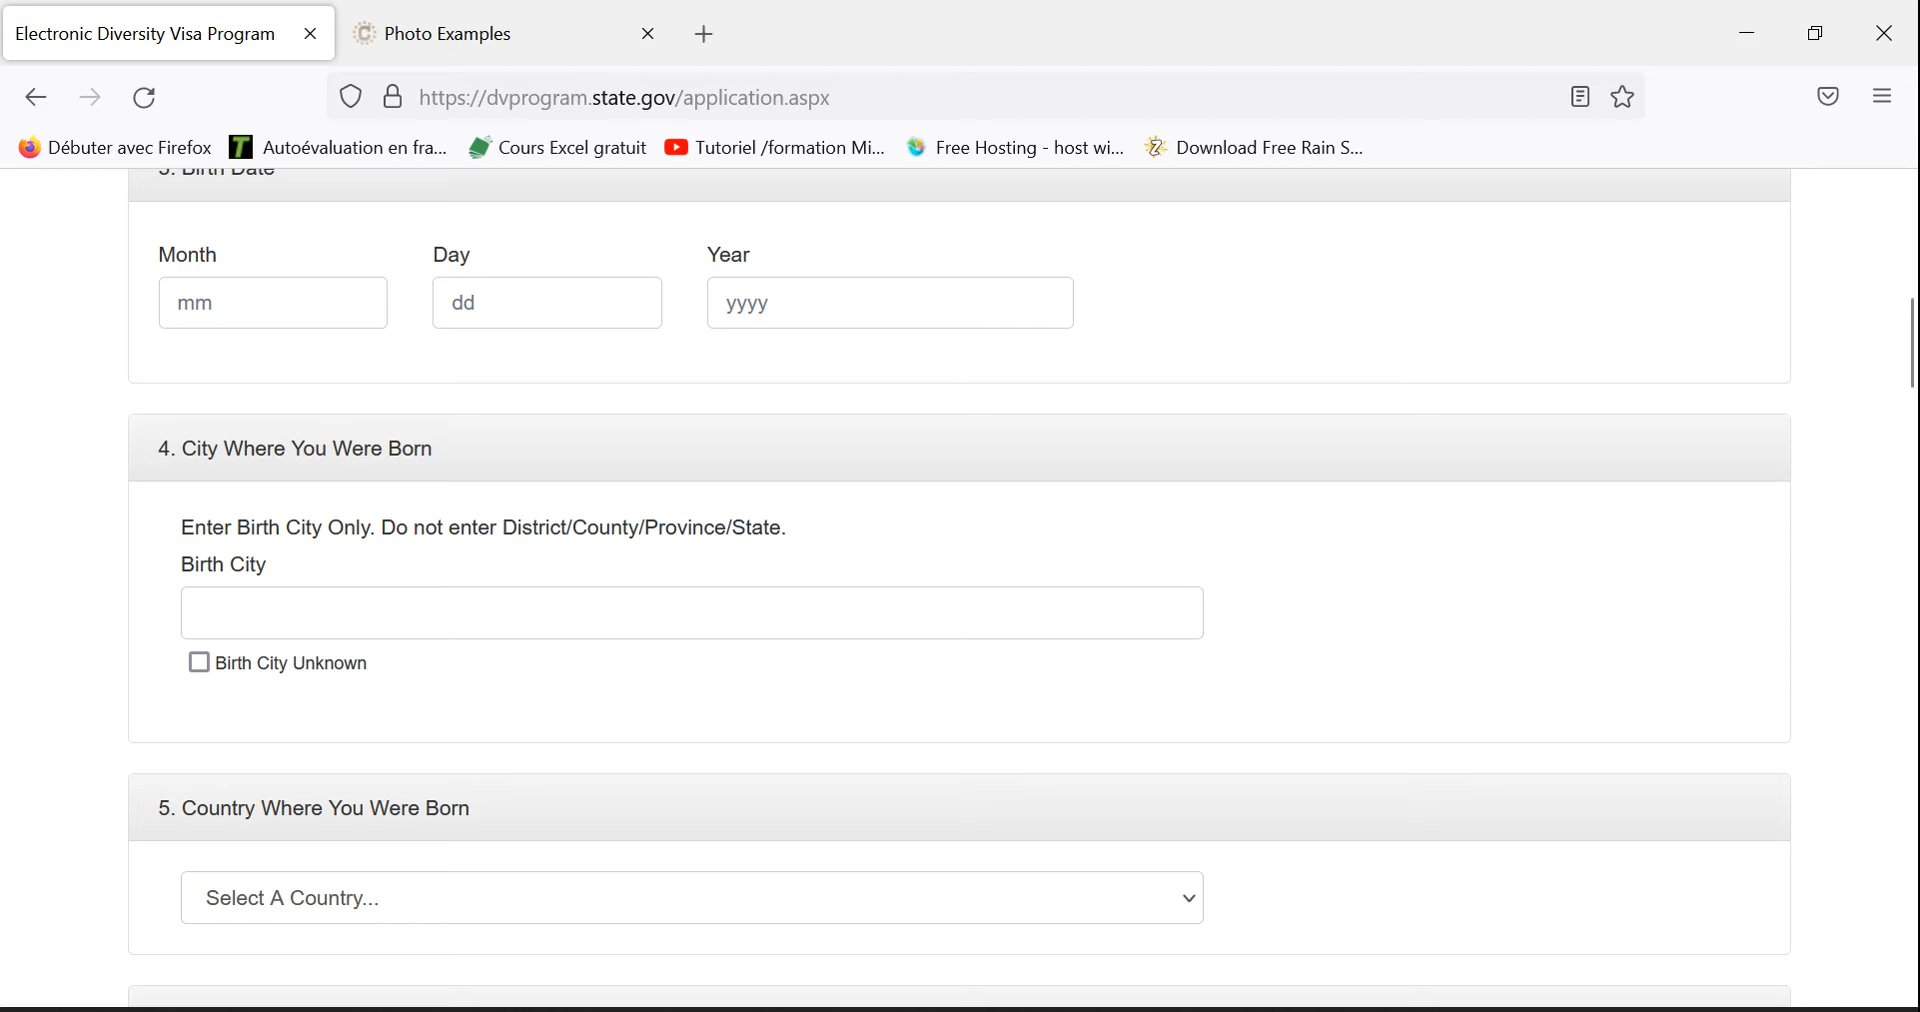 Electronic Diversity Visa Program
Photo Examples
https://dvprogram.state.gov/application.aspx
Débuter avec Firefox
Autoévaluation en fra...
Cours Excel gratuit
Tutoriel /formation Mi...
Free Hosting - host wi...
Download Free Rain S...
3. Birth Date
Month
Day
Year
mm
dd
yyyy
4. City Where You Were Born
Enter Birth City Only. Do not enter District/County/Province/State.
Birth City
Birth City Unknown
5. Country Where You Were Born
Select A Country...